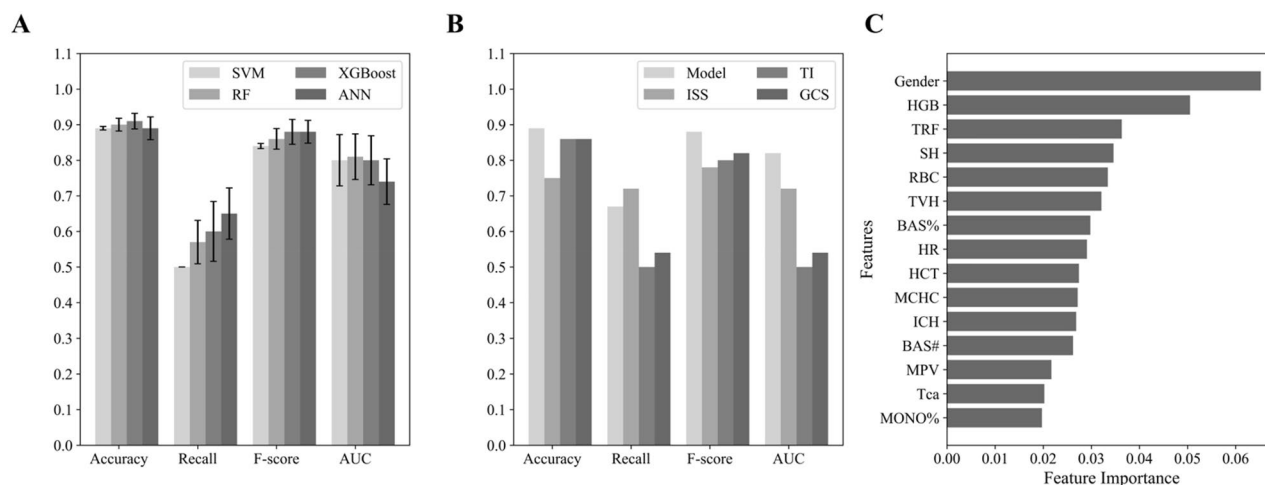 A
1.1
1.0
0.9
0.8
0.7
0.6
0.5
0.4
0.3
0.2
0.1
0.0
SVM XGBoost
RF ANN
Accuracy Recall F-score AUC
B
1.1
1.0
0.9
0.8
0.7
0.6
0.5
0.4
0.3
0.2
0.1
0.0
Model TI
ISS GCS
Accuracy Recall F-score AUC
C
Features
Gender
HGB
TRF
SH
RBC
TVH
BAS%
HR
HCT
MCHC
ICH
BAS#
MPV
Tca
MONO%
0.00 0.01 0.02 0.03 0.04 0.05 0.06
Feature Importance